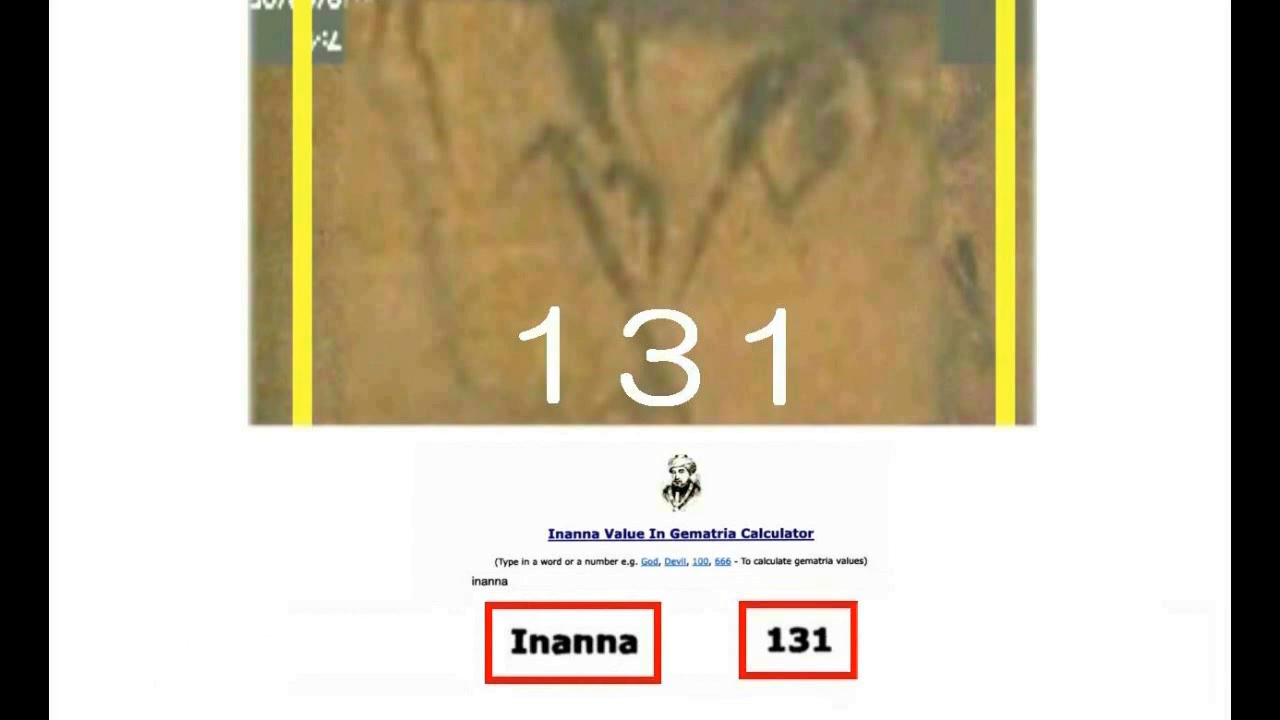 131
Inanna Value In Gematria Calculator
(Type in a word or a number e.g. God, Devil, 100, 666 - To calculate gematria values)
inanna
Inanna 131